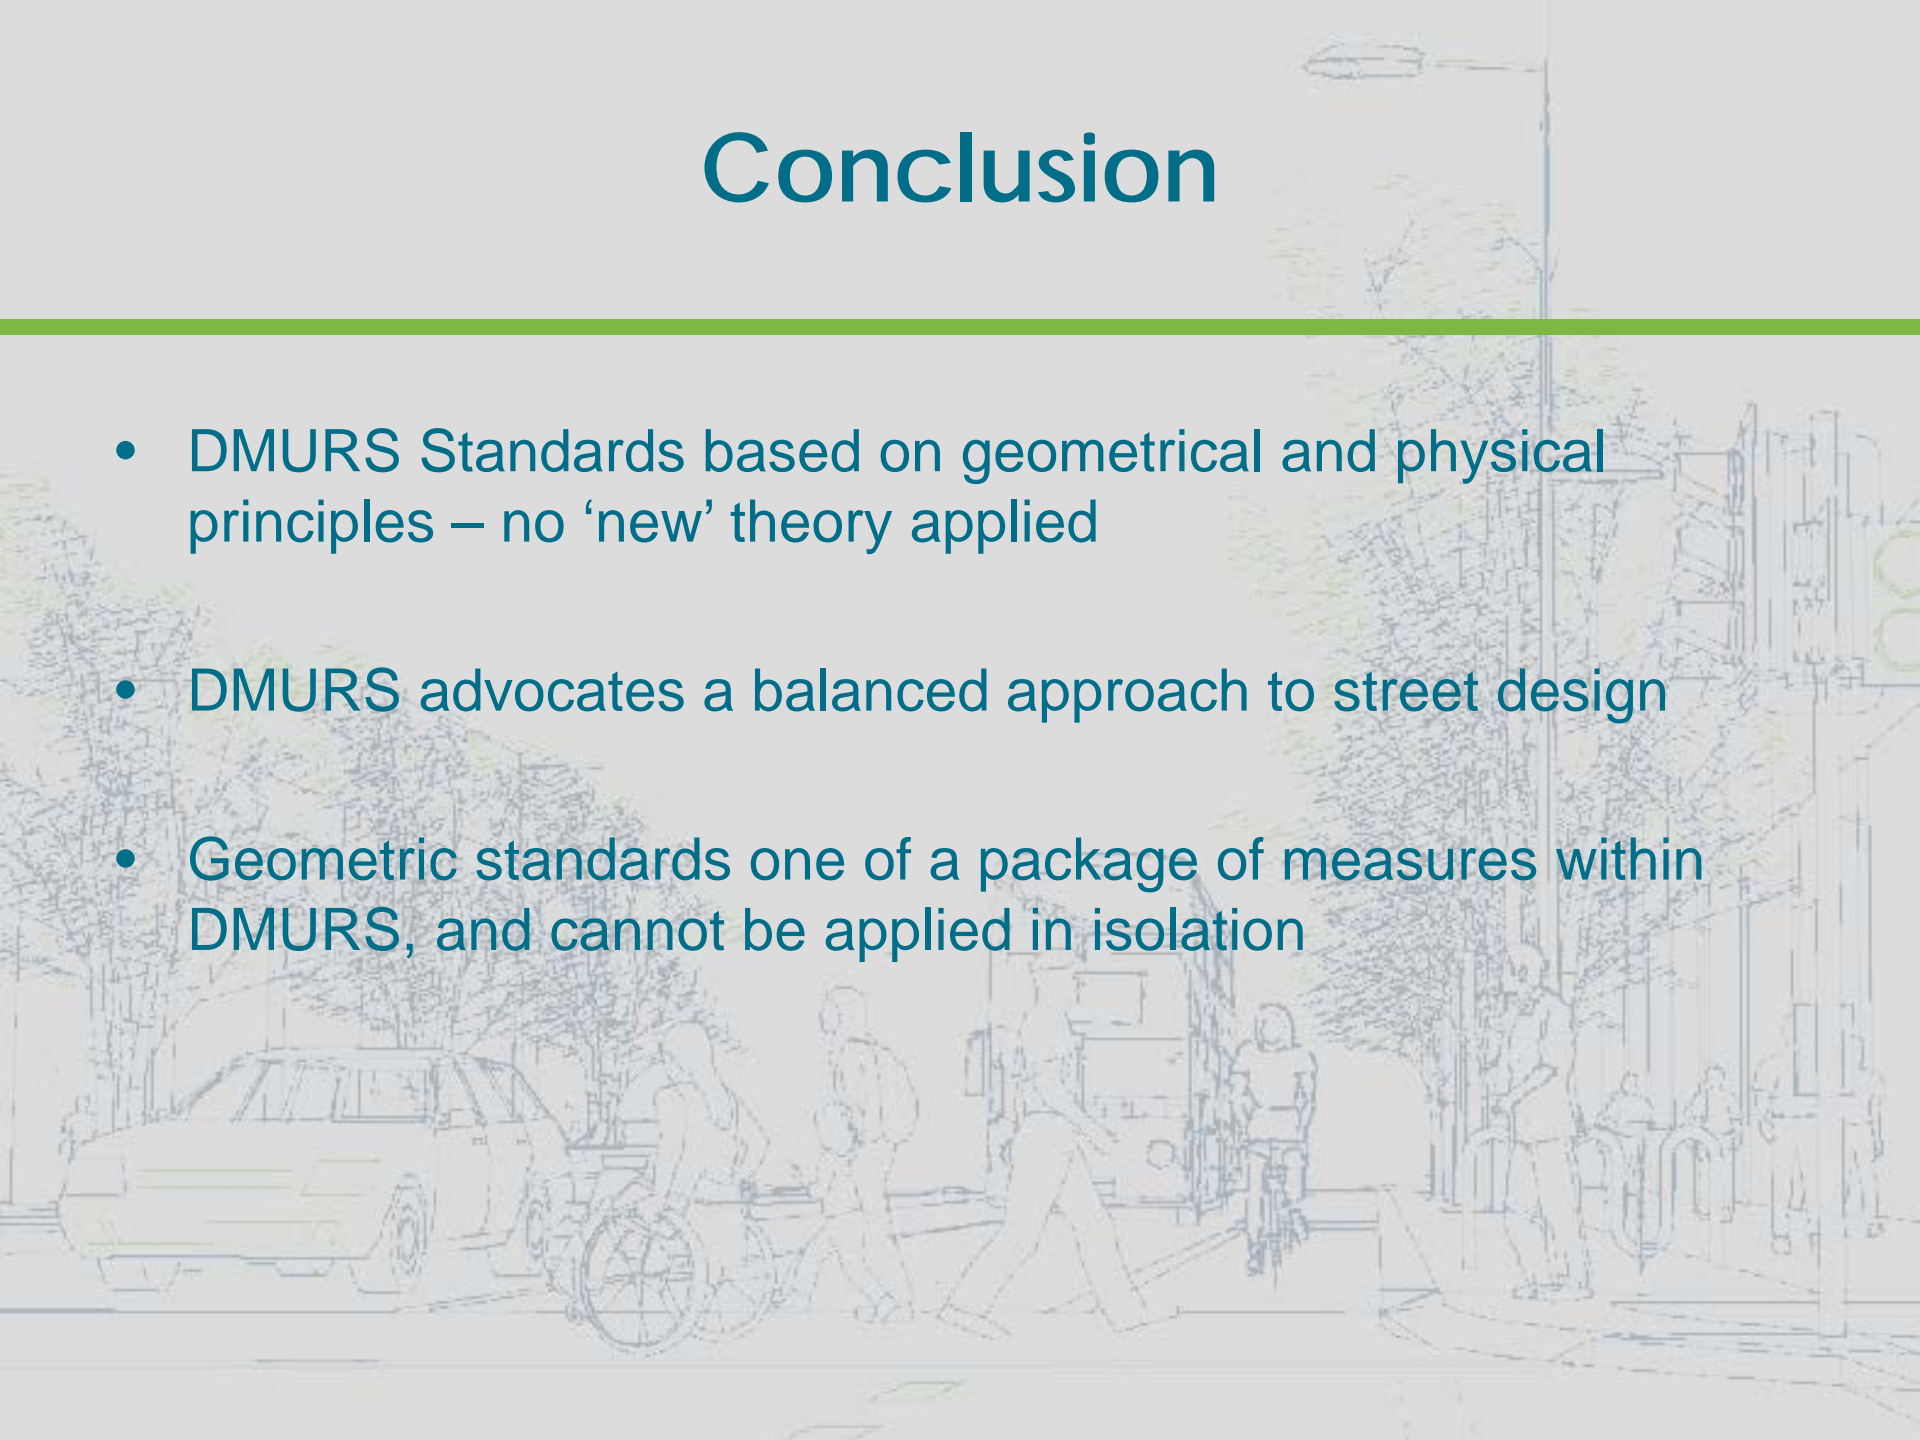 Conclusion
• DMURS Standards based on geometrical and physical
principles – no ‘new’ theory applied
• DMURS advocates a balanced approach to street design
• Geometric standards one of a package of measures within
DMURS, and cannot be applied in isolation